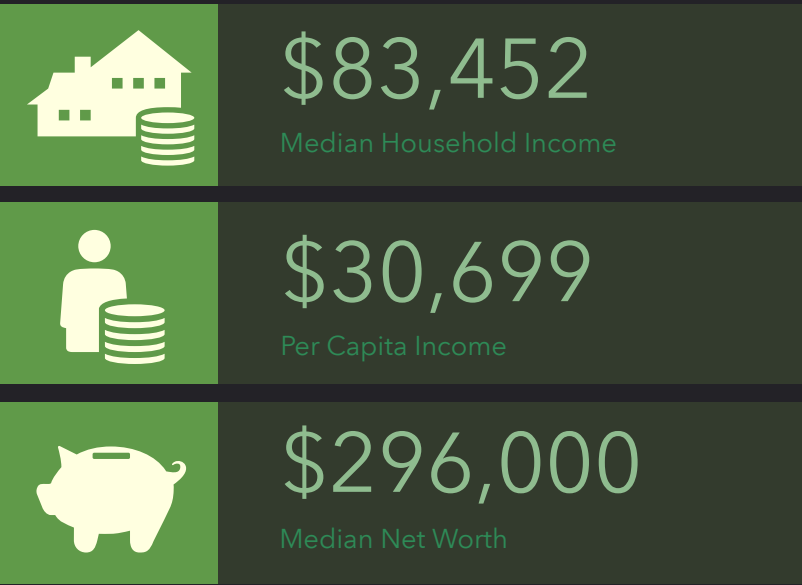 $83,452
Median Household Income
$30,699
Per Capita Income
$296,000
Median Net Worth